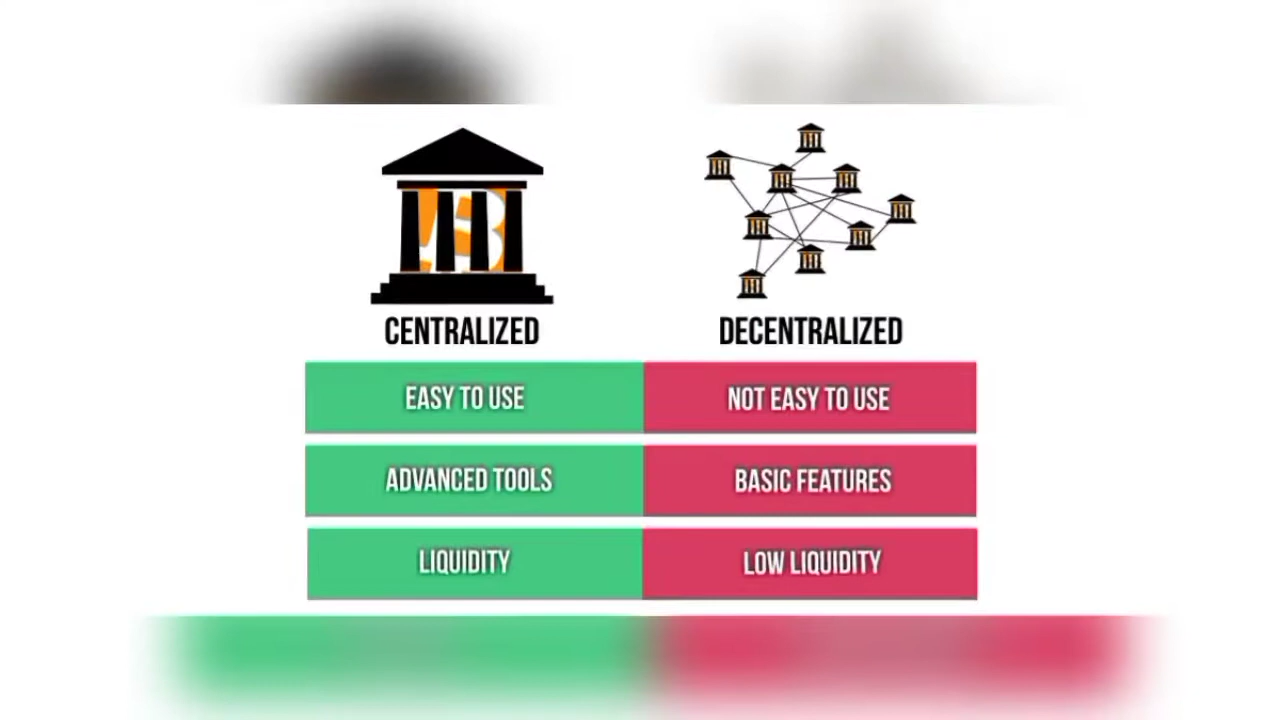 CENTRALIZED
DECENTRALIZED
EASY TO USE
NOT EASY TO USE
ADVANCED TOOLS
BASIC FEATURES
LIQUIDITY
LOW LIQUIDITY